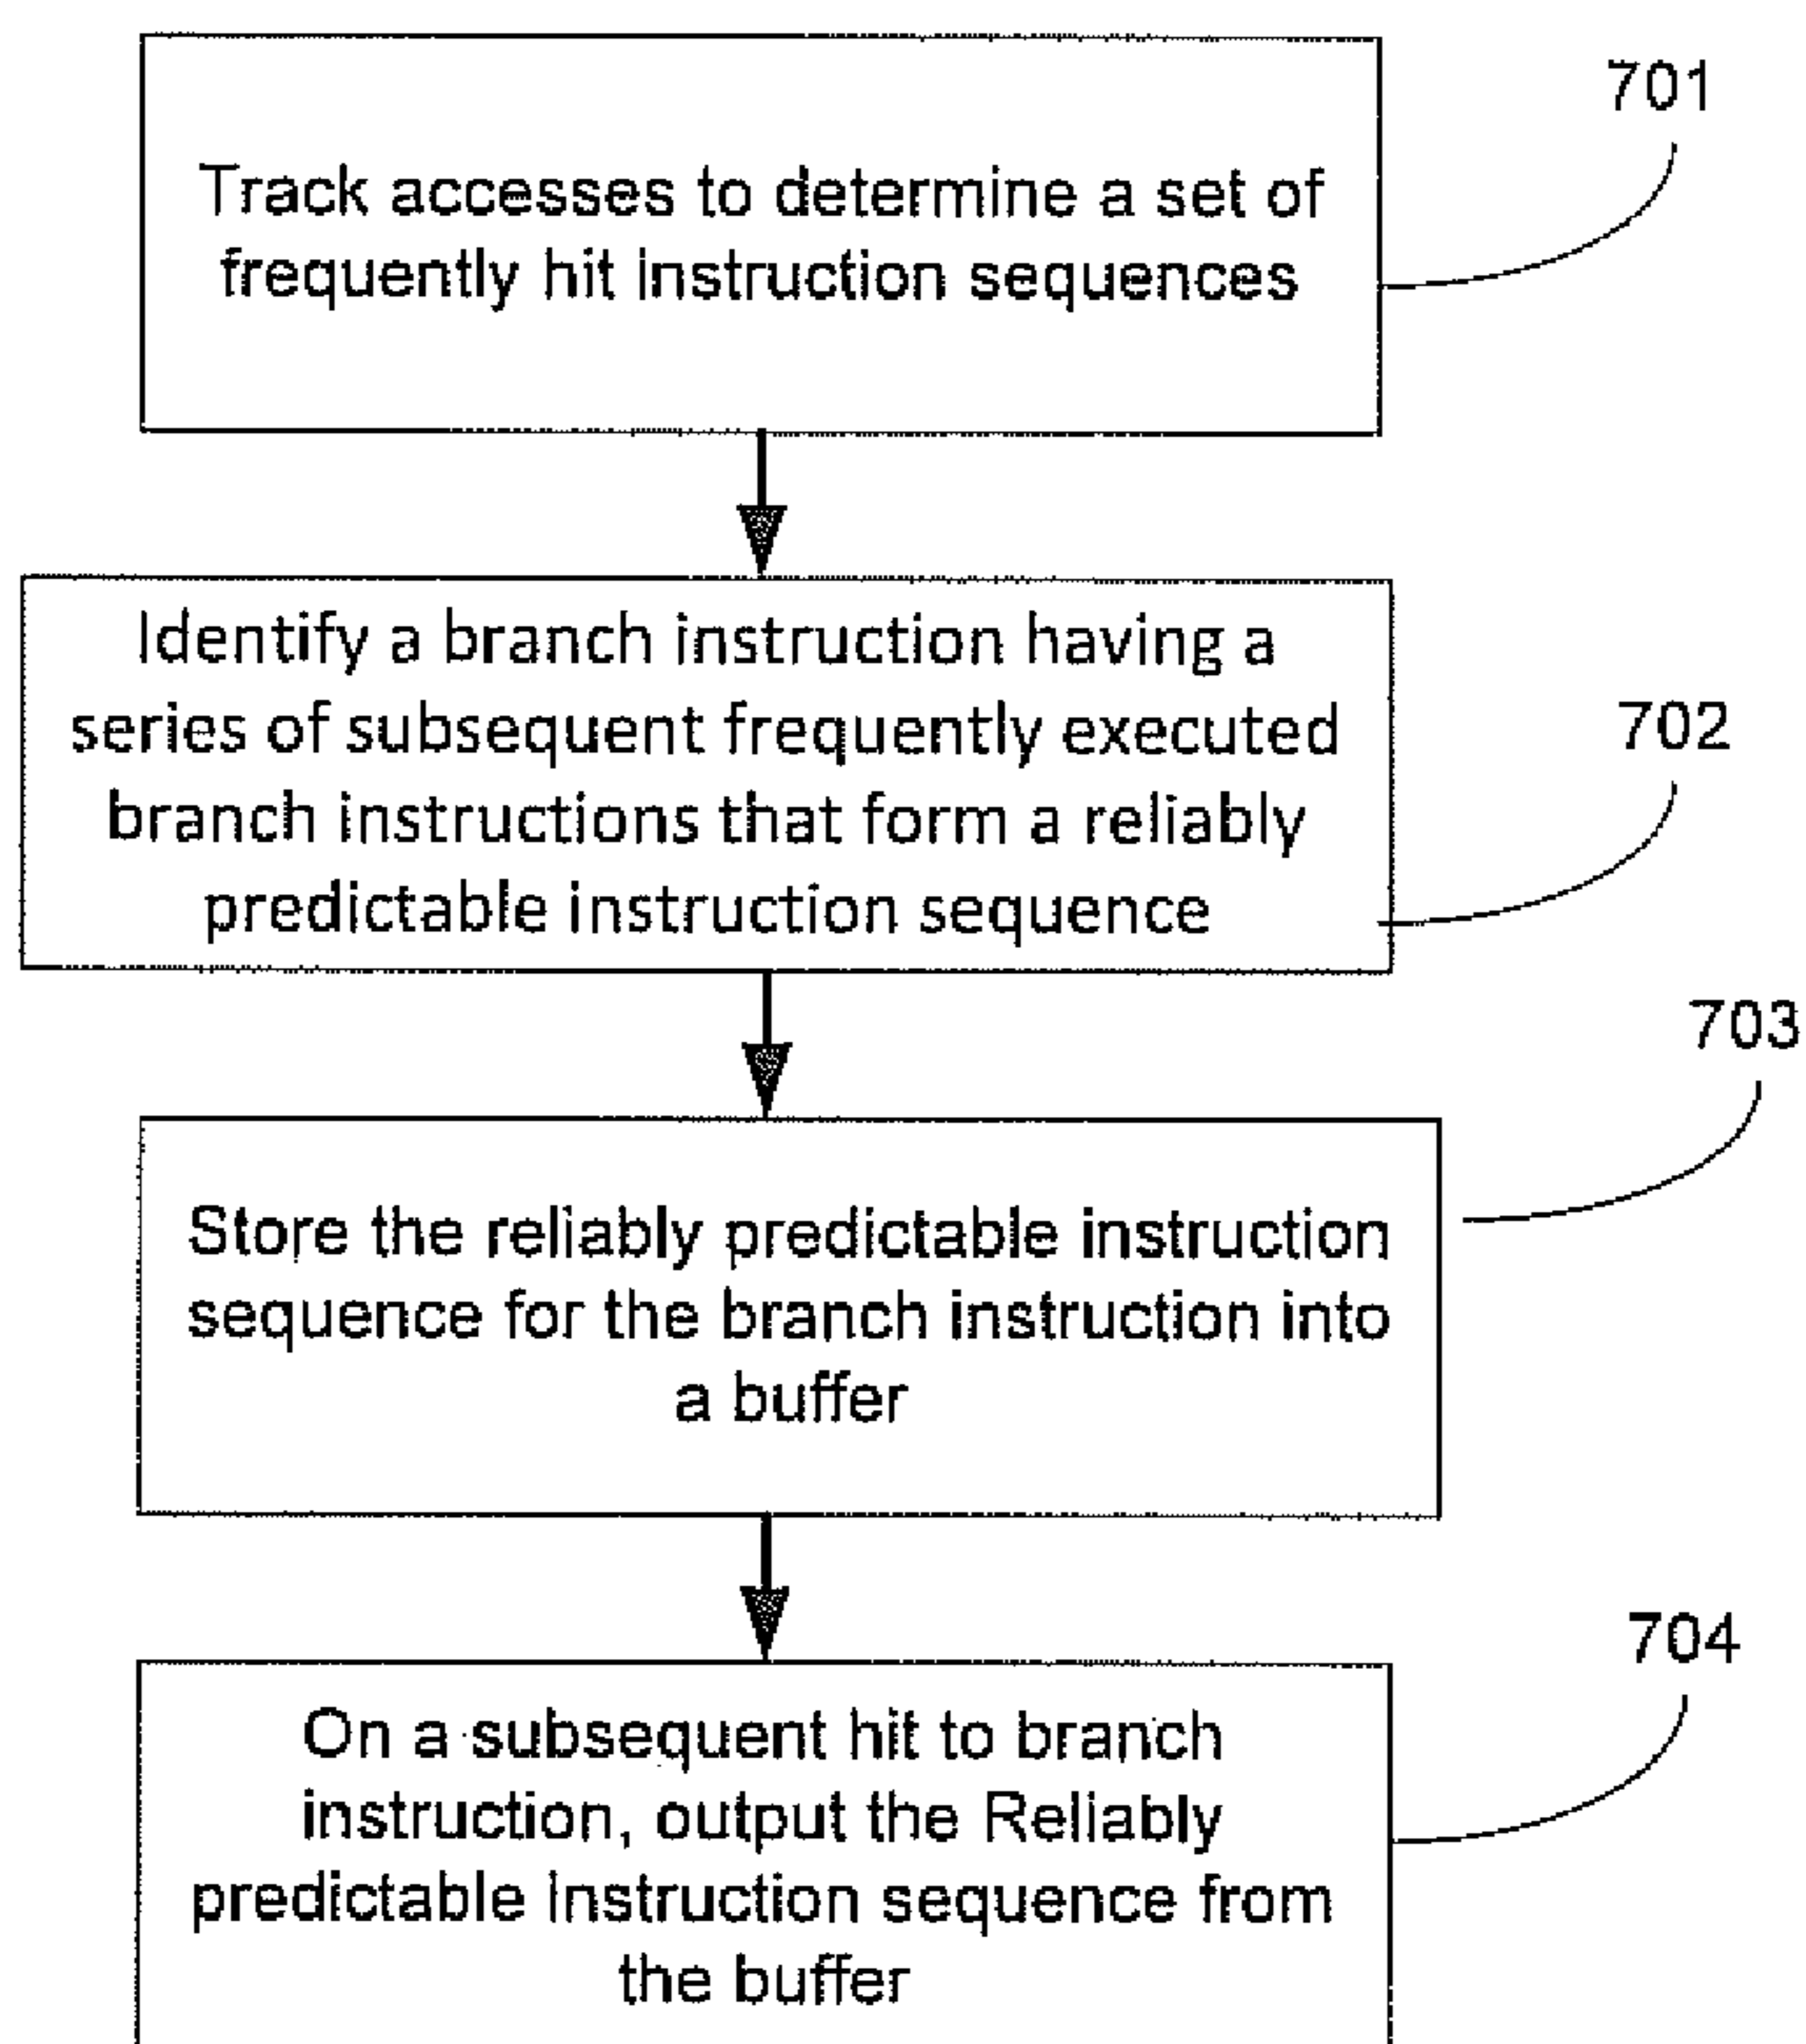 701
Track accesses to determine a set of
frequently hit instruction sequences
Identify a branch instruction having a
series of subsequent frequently executed
branch instructions that form a reliably
predictable instruction sequence
702
703
Store the reliably predictable instruction
sequence for the branch instruction into
a buffer
704
On a subsequent hit to branch
instruction, output the Reliably
predictable Instruction sequence from
the buffer